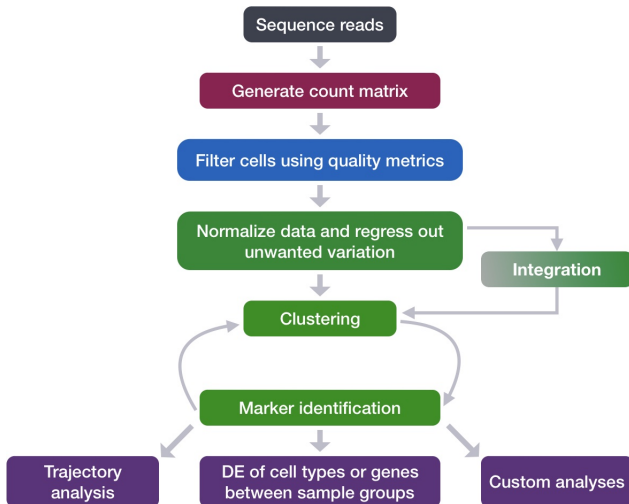 Sequence reads
Generate count matrix
Filter cells using quality metrics
Normalize data and regress out
unwanted variation
Integration
Clustering
Marker identification
Trajectory
analysis
DE of cell types or genes
between sample groups
Custom analyses